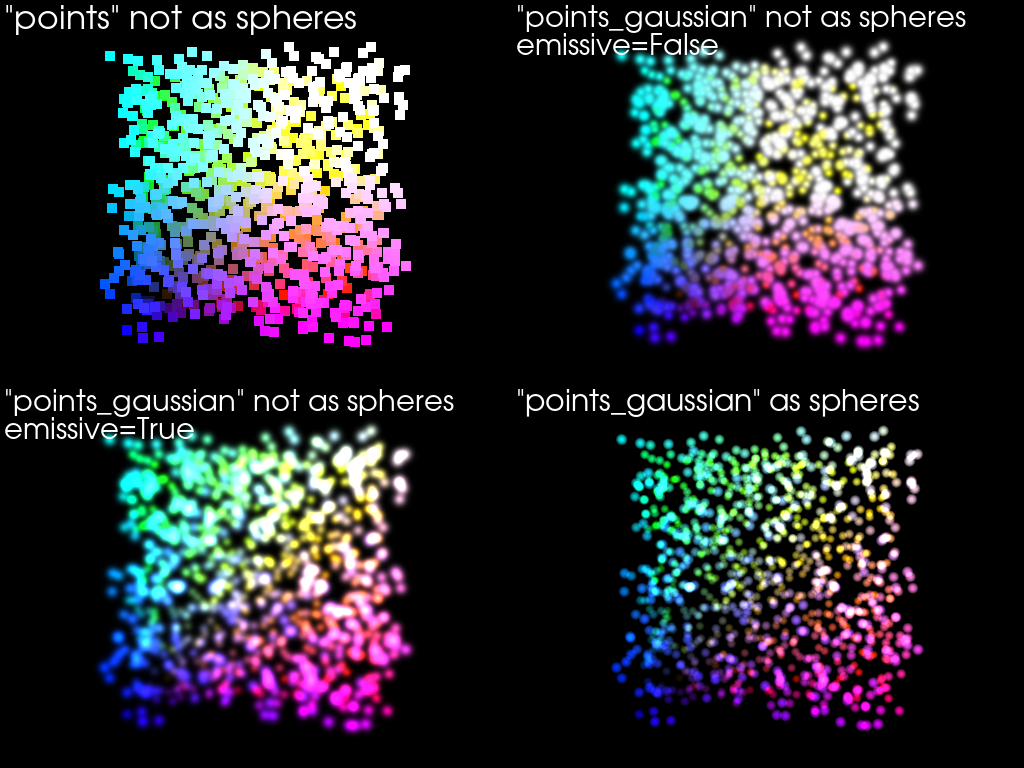 "points" not as spheres
"points_gaussian" not as spheres
emissive=False
"points_gaussian" not as spheres
emissive=True
"points_gaussian" as spheres